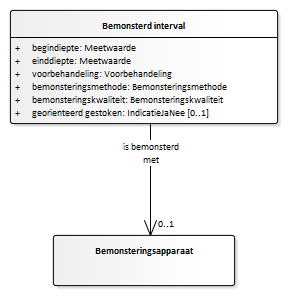 Bemonsterd interval
+ begindiepte: Meetwaarde
+ einddiepte: Meetwaarde
+ voorbehandeling: Voorbehandeling
+ bemonsteringsmethode: Bemonsteringsmethode
+ bemonsteringskwaliteit: Bemonsteringskwaliteit
+ georienteerd gestoken: IndicatieJaNee [0..1]
is bemonsterd
met
0..1
Bemonsteringsapparaat